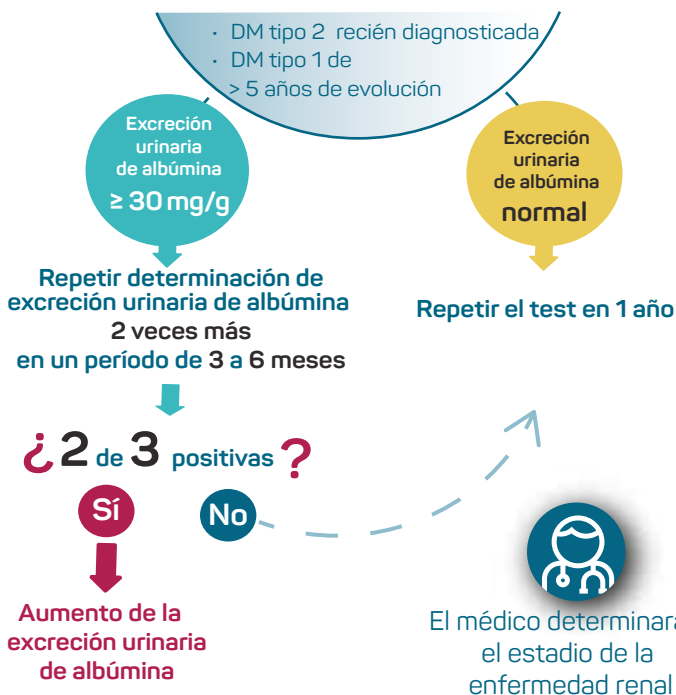 · DM tipo 2 recién diagnosticada
· DM tipo 1 de
> 5 años de evolución
Excreción
urinaria
de albúmina
≥ 30 mg/g
Excreción
urinaria
de albúmina
normal
Repetir determinación de
excreción urinaria de albúmina
2 veces más
en un período de 3 a 6 meses
Repetir el test en 1 año
¿ 2 de 3 positivas ?
Sí
No
Aumento de la
excreción urinaria
de albúmina
El médico determinará
el estadio de la
enfermedad renal